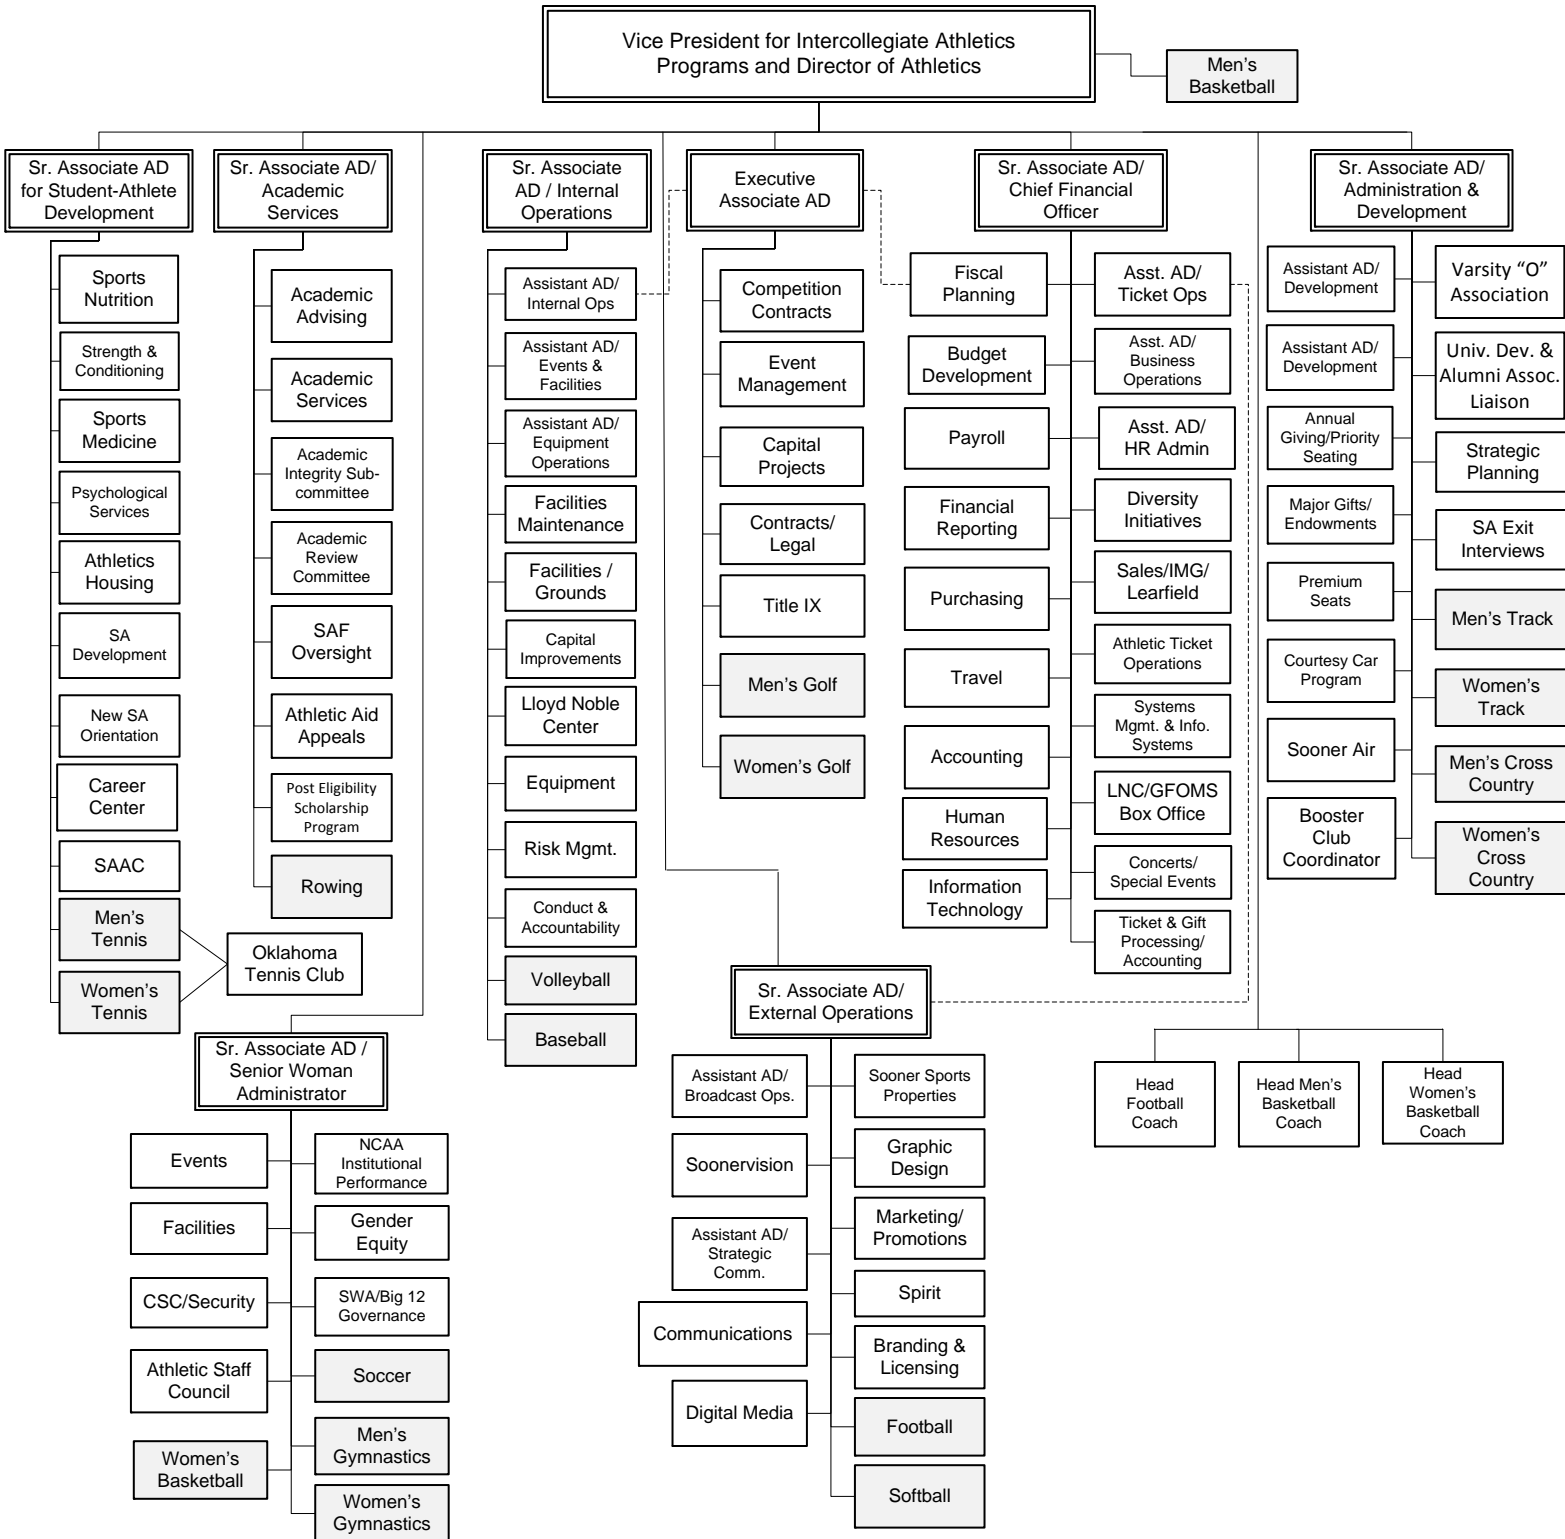 Vice President for Intercollegiate Athletics
Programs and Director of Athletics
Men's
Basketball
Sr. Associate AD
for Student-Athlete
Development
Sports
Nutrition
Strength &
Conditioning
Sports
Medicine
Psychological
Services
Athletics
Housing
SA
Development
New SA
Orientation
Career
Center
SAAC
Men's
Tennis
Women's
Tennis
Oklahoma
Tennis Club
Sr. Associate AD/
Academic
Services
Academic
Advising
Academic
Services
Academic
Integrity Sub-
committee
Academic
Review
Committee
SAF
Oversight
Athletic Aid
Appeals
Post Eligibility
Scholarship
Program
Rowing
Sr. Associate
AD / Internal
Operations
Assistant AD/
Internal Ops
Assistant AD/
Events &
Facilities
Assistant AD/
Equipment
Operations
Facilities
Maintenance
Facilities /
Grounds
Capital
Improvements
Lloyd Noble
Center
Equipment
Risk Mgmt.
Conduct &
Accountability
Volleyball
Baseball
Executive
Associate AD
Competition
Contracts
Event
Management
Capital
Projects
Contracts/
Legal
Title IX
Men's Golf
Women's Golf
Sr. Associate AD/
Chief Financial
Officer
Fiscal
Planning
Budget
Development
Payroll
Financial
Reporting
Purchasing
Travel
Accounting
Human
Resources
Information
Technology
Asst. AD/
Ticket Ops
Asst. AD/
Business
Operations
Asst. AD/
HR Admin
Diversity
Initiatives
Sales/IMG/
Learfield
Athletic Ticket
Operations
Systems
Mgmt. & Info.
Systems
LNC/GFOMS
Box Office
Concerts/
Special Events
Ticket & Gift
Processing/
Accounting
Sr. Associate AD/
Administration &
Development
Assistant AD/
Development
Assistant AD/
Development
Annual
Giving/Priority
Seating
Major Gifts/
Endowments
Premium
Seats
Courtesy Car
Program
Sooner Air
Booster
Club
Coordinator
Varsity “O”
Association
Univ. Dev. &
Alumni Assoc.
Liaison
Strategic
Planning
SA Exit
Interviews
Men's Track
Women's
Track
Men's Cross
Country
Women's
Cross
Country
Sr. Associate AD /
Senior Woman
Administrator
Events
Facilities
CSC/Security
Athletic Staff
Council
Women's
Basketball
NCAA
Institutional
Performance
Gender
Equity
SWA/Big 12
Governance
Soccer
Men's
Gymnastics
Women's
Gymnastics
Sr. Associate AD/
External Operations
Assistant AD/
Broadcast Ops.
Soonervision
Assistant AD/
Strategic
Comm.
Communications
Digital Media
Sooner Sports
Properties
Graphic
Design
Marketing/
Promotions
Spirit
Branding &
Licensing
Football
Softball
Head
Football
Coach
Head Men's
Basketball
Coach
Head
Women's
Basketball
Coach